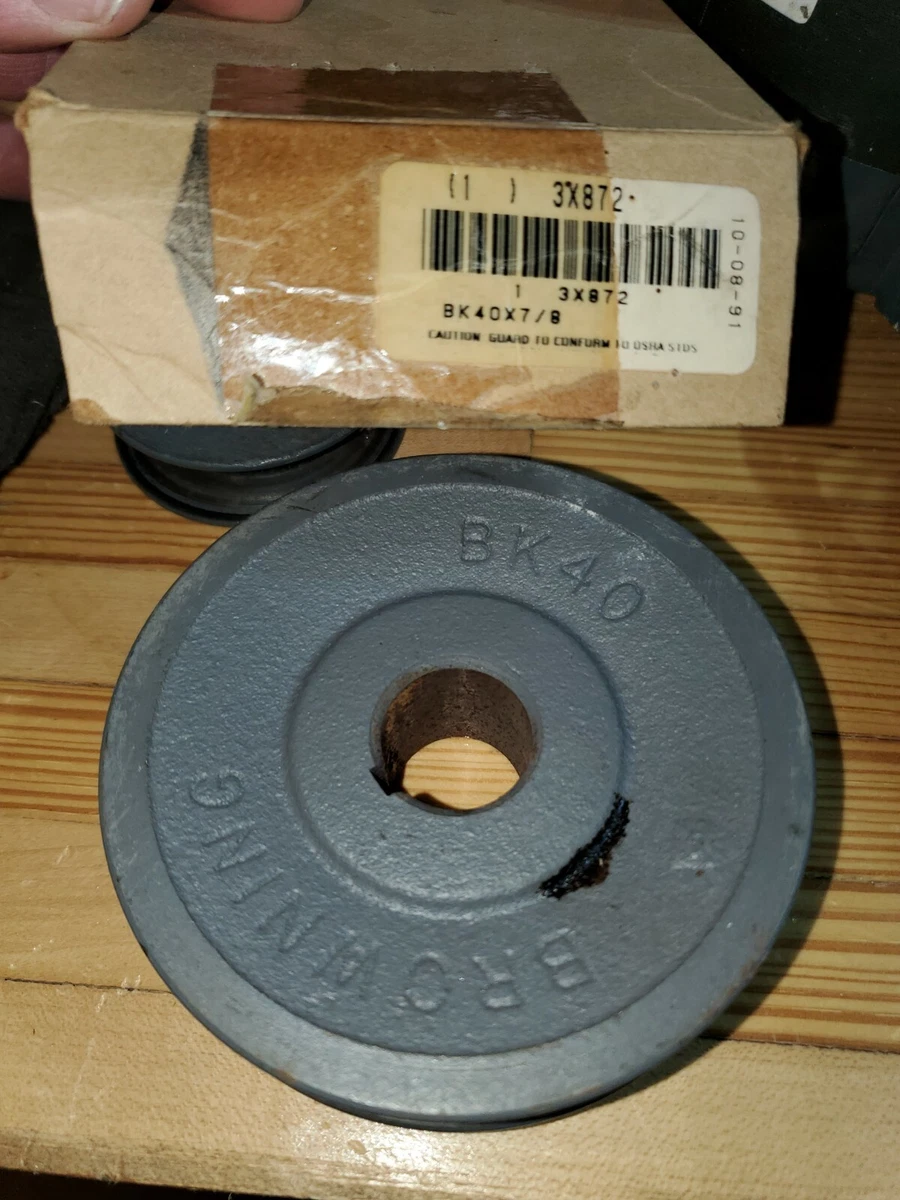 (1 ) 3X872
1 3X872
BK40X7/8
CAUTION GUARD TO CONFORM TO OSHA STDS
10-08-91
BK40
BROWNING